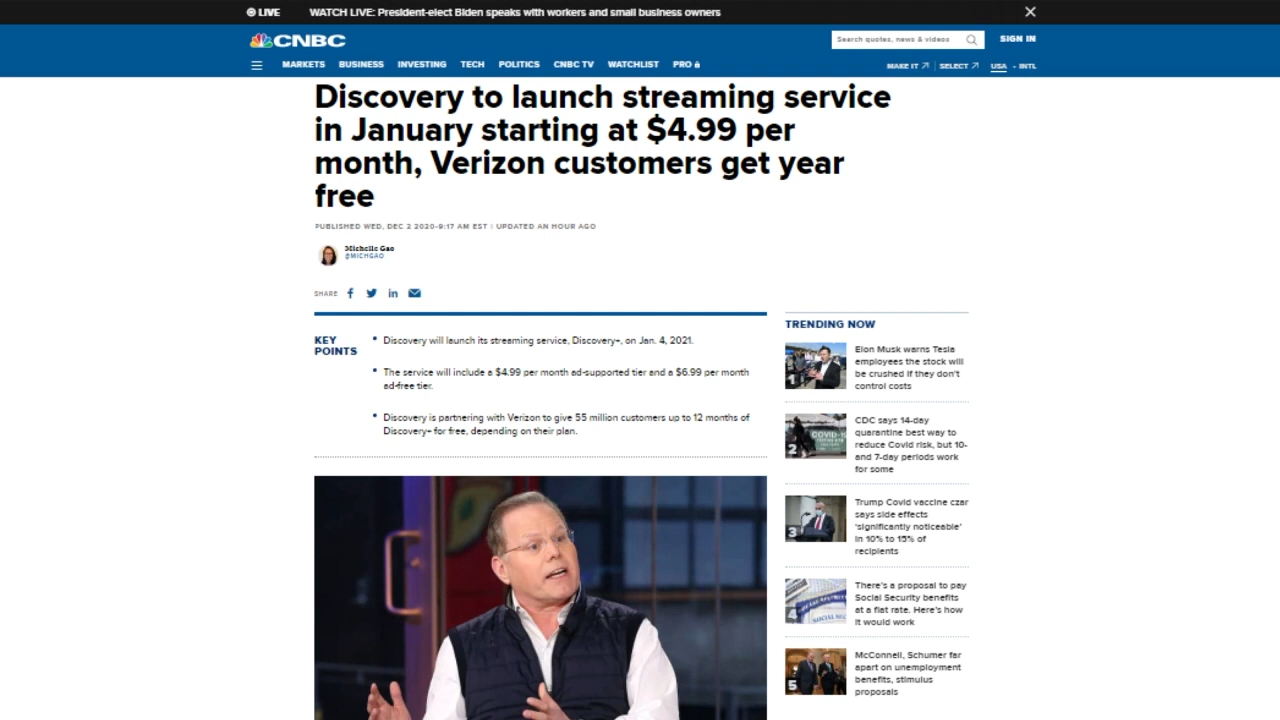 LIVE
WATCH LIVE: President-elect Biden speaks with workers and small business owners
CNBC
Search quotes, news & videos
SIGN IN
MARKETS BUSINESS INVESTING TECH POLITICS CNBC TV WATCHLIST PRO
MAKE IT SELECT USA • INTL
Discovery to launch streaming service
in January starting at $4.99 per
month, Verizon customers get year
free
PUBLISHED WED, DEC 2 2020•9:17 AM EST | UPDATED AN HOUR AGO
Michelle Gao
@MICHGAO
SHARE
KEY
POINTS
• Discovery will launch its streaming service, Discovery+, on Jan. 4, 2021.
• The service will include a $4.99 per month ad-supported tier and a $6.99 per month
ad-free tier.
• Discovery is partnering with Verizon to give 55 million customers up to 12 months of
Discovery+ for free, depending on their plan.
TRENDING NOW
1
Elon Musk warns Tesla
employees the stock will
be crushed if they don't
control costs
2
CDC says 14-day
quarantine best way to
reduce Covid risk, but 10-
and 7-day periods work
for some
3
Trump Covid vaccine czar
says side effects
'significantly noticeable'
in 10% to 15% of
recipients
4
There's a proposal to pay
Social Security benefits
at a flat rate. Here's how
it would work
5
McConnell, Schumer far
apart on unemployment
benefits, stimulus
proposals